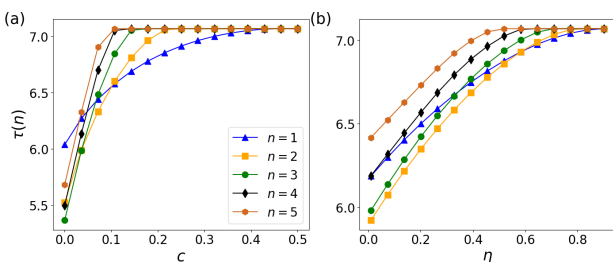 (a)
τ(n)
7.0
6.5
6.0
5.5
0.0 0.1 0.2 0.3 0.4 0.5
c
n = 1
n = 2
n = 3
n = 4
n = 5
(b)
7.0
6.5
6.0
0.0 0.2 0.4 0.6 0.8
η